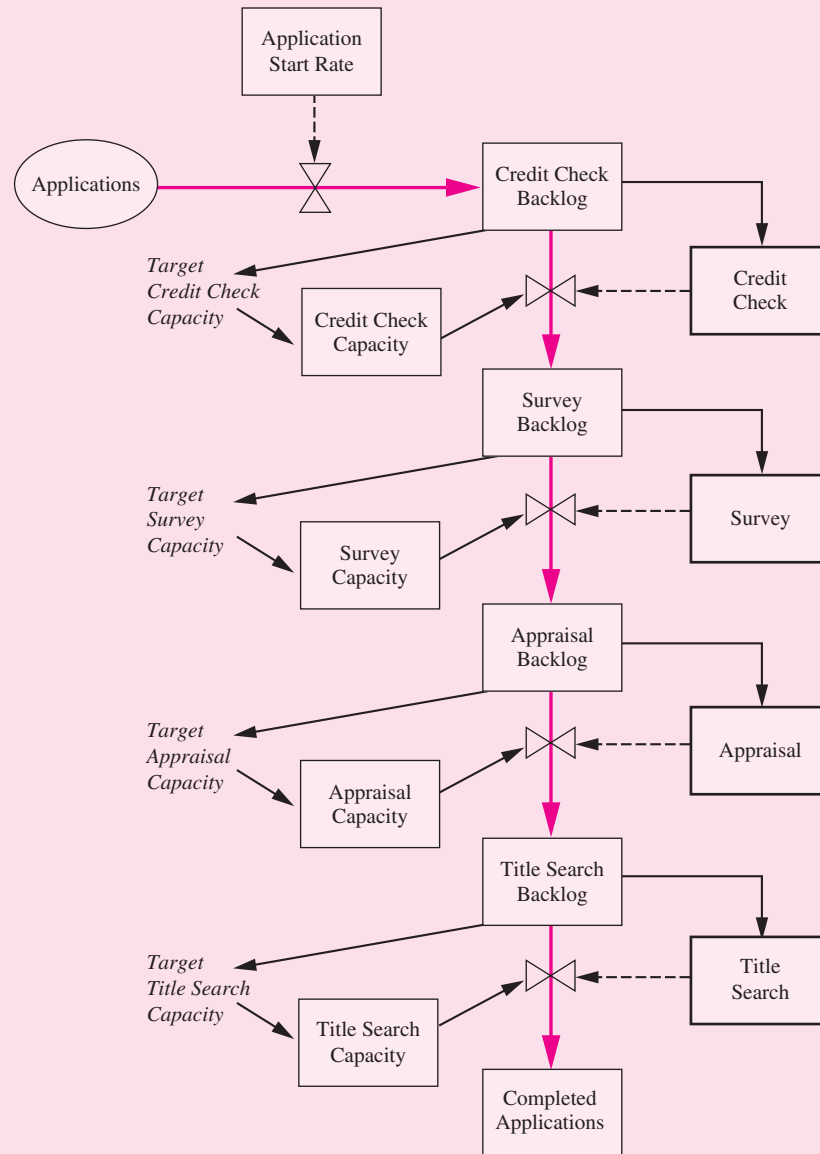 Application
Start Rate
Applications
Credit Check
Backlog
Target
Credit Check
Capacity
Credit Check
Capacity
Credit
Check
Survey
Backlog
Target
Survey
Capacity
Survey
Capacity
Survey
Appraisal
Backlog
Target
Appraisal
Capacity
Appraisal
Capacity
Appraisal
Title Search
Backlog
Target
Title Search
Capacity
Title Search
Capacity
Title
Search
Completed
Applications